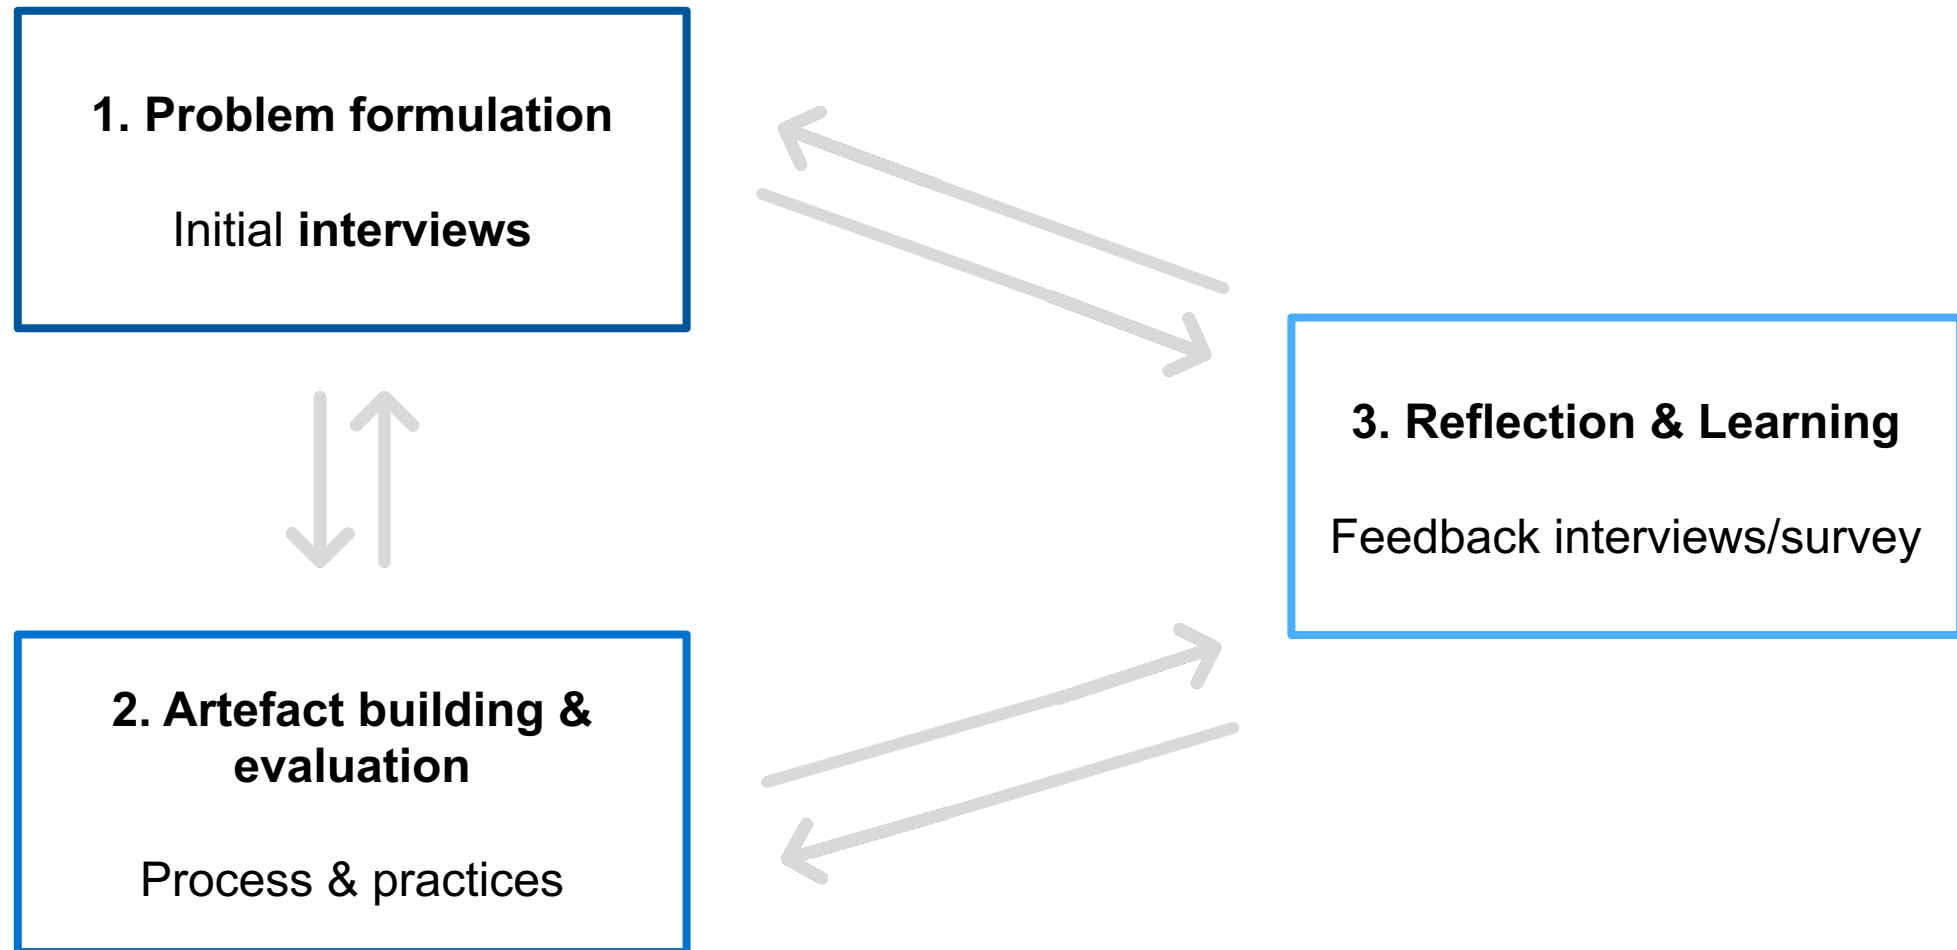 1. Problem formulation
Initial interviews
2. Artefact building &
evaluation
Process & practices
3. Reflection & Learning
Feedback interviews/survey